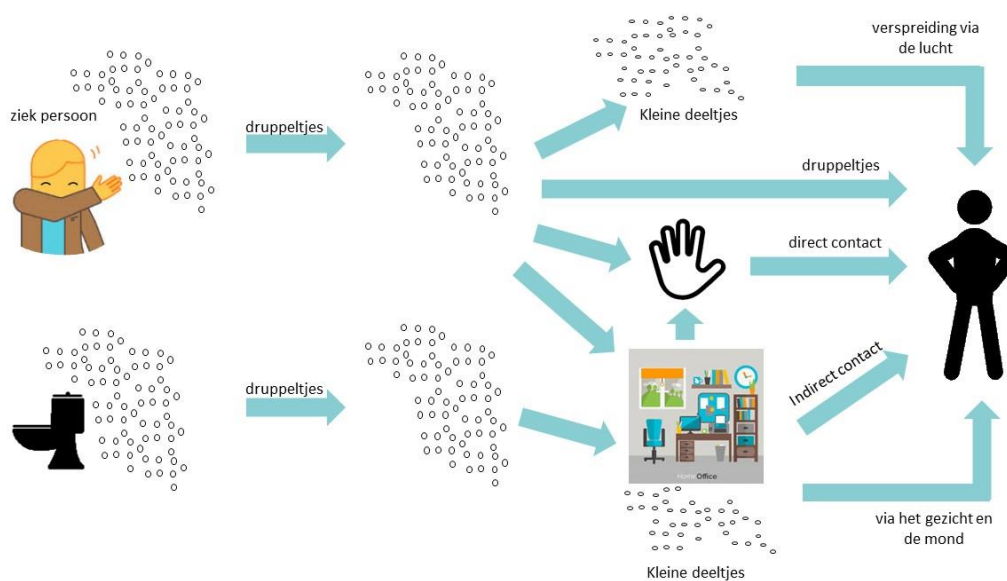 verspreiding via
de lucht
Kleine deeltjes
ziek persoon
druppeltjes
druppeltjes
direct contact
druppeltjes
Indirect contact
HomeOffice
via het gezicht en
de mond
Kleine deeltjes